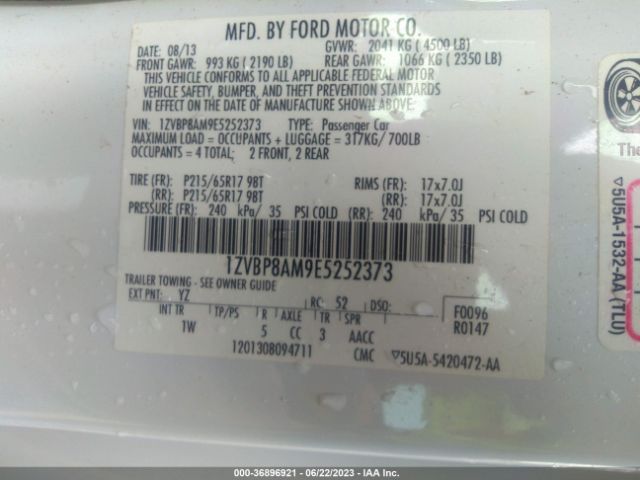 MFD. BY FORD MOTOR CO.
DATE: 08/13 GVWR: 2041 KG ( 4500 LB)
FRONT GAWR: 993 KG ( 2190 LB) REAR GAWR: 1066 KG ( 2350 LB)
THIS VEHICLE CONFORMS TO ALL APPLICABLE FEDERAL MOTOR
VEHICLE SAFETY, BUMPER, AND THEFT PREVENTION STANDARDS
IN EFFECT ON THE DATE OF MANUFACTURE SHOWN ABOVE.
VIN: 1ZVBP8AM9E5252373 TYPE: Passenger Car
MAXIMUM LOAD = OCCUPANTS + LUGGAGE = 317KG/ 700LB
OCCUPANTS = 4 TOTAL: 2 FRONT, 2 REAR
TIRE (FR): P215/65R17 98T RIMS (FR): 17x7.0J
(RR): P215/65R17 98T (RR): 17x7.0J
PRESSURE (FR): 240 kPa/ 35 PSI COLD (RR): 240 kPa/ 35 PSI COLD
1ZVBP8AM9E5252373
TRAILER TOWING - SEE OWNER GUIDE
EXT PNT: YZ RC: 52 DSO: F0096
INT TR TP/PS R AXLE TR SPR R0147
1W 5 CC 3 AACC
1201308094711 CMC ▽5U5A-5420472-AA
The
▽5U5A-1532-AA (TLU)
000-36896921 - 06/22/2023 - IAA Inc.